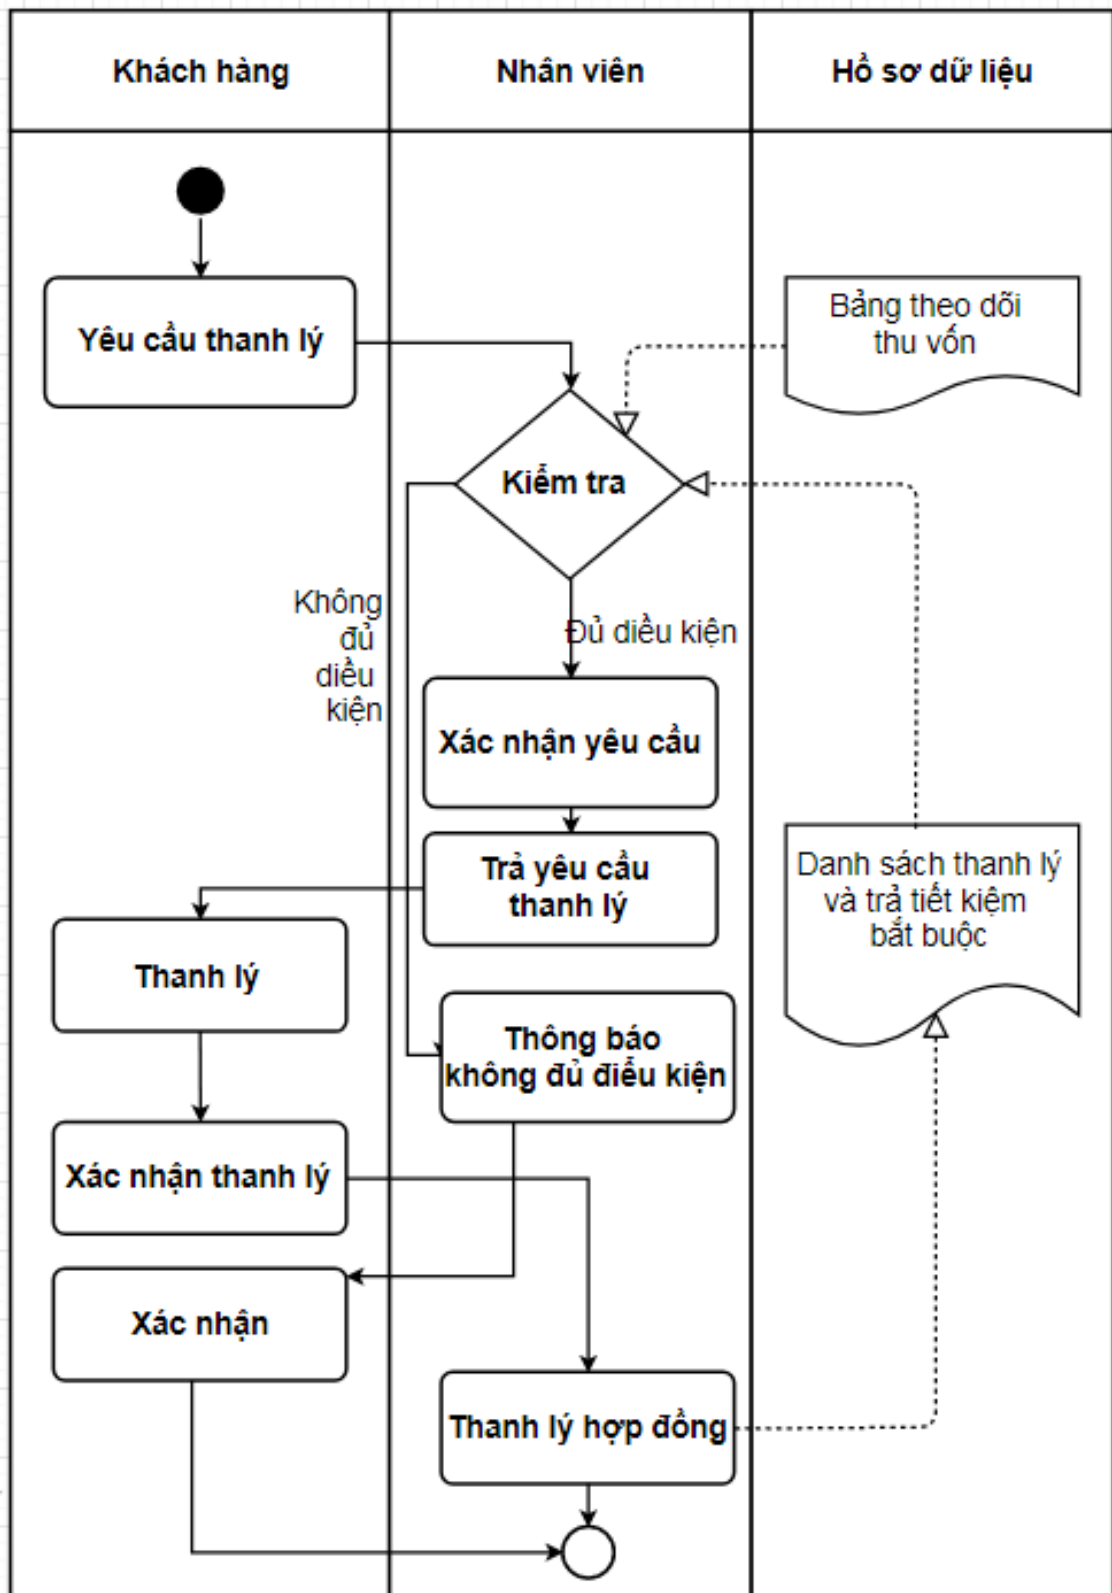 Khách hàng
Nhân viên
Hồ sơ dữ liệu
Yêu cầu thanh lý
Bảng theo dõi
thu vốn
Kiểm tra
Không
đủ
diều
kiện
Đủ diều kiện
Xác nhận yêu cầu
Trả yêu cầu
thanh lý
Danh sách thanh lý
và trả tiết kiệm
bắt buộc
Thanh lý
Thông báo
không đủ điều kiện
Xác nhận thanh lý
Xác nhận
Thanh lý hợp đồng